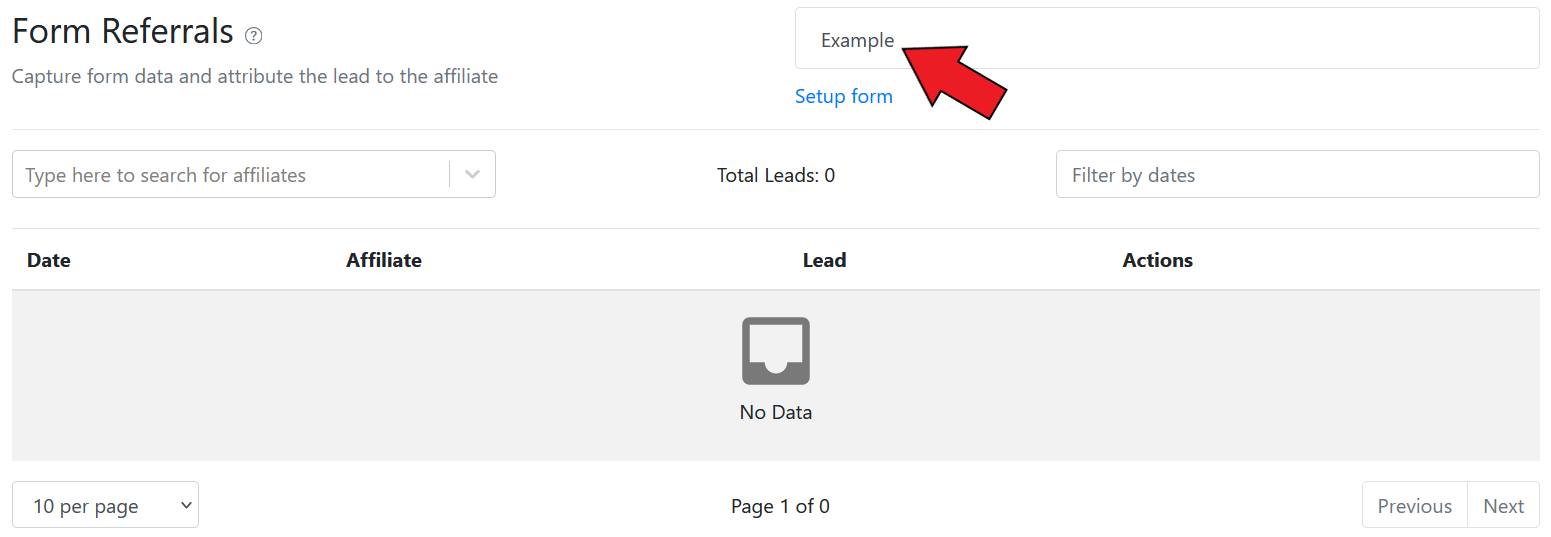 Form Referrals ?
Example
Capture form data and attribute the lead to the affiliate
Setup form
Type here to search for affiliates
Total Leads: 0
Filter by dates
Date Affiliate Lead Actions
No Data
10 per page
Page 1 of 0
Previous Next